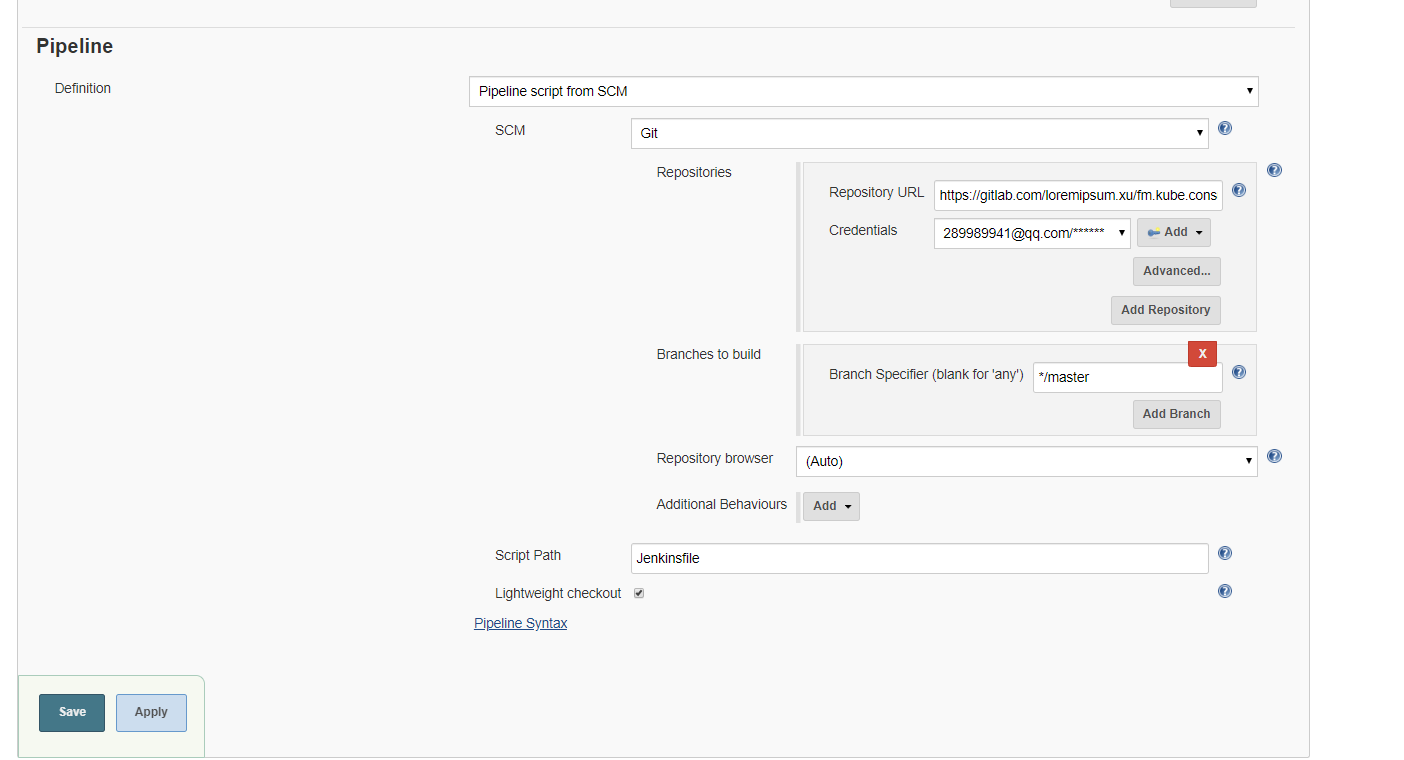 Pipeline
Definition
Pipeline script from SCM
SCM
Git
Repositories
Repository URL
https://gitlab.com/loremipsum.xu/fm.kube.cons
Credentials
289989941@qq.com/******
Add
Advanced...
Add Repository
Branches to build
X
Branch Specifier (blank for 'any')
*/master
Add Branch
Repository browser
(Auto)
Additional Behaviours
Add
Script Path
Jenkinsfile
Lightweight checkout
Pipeline Syntax
Save
Apply